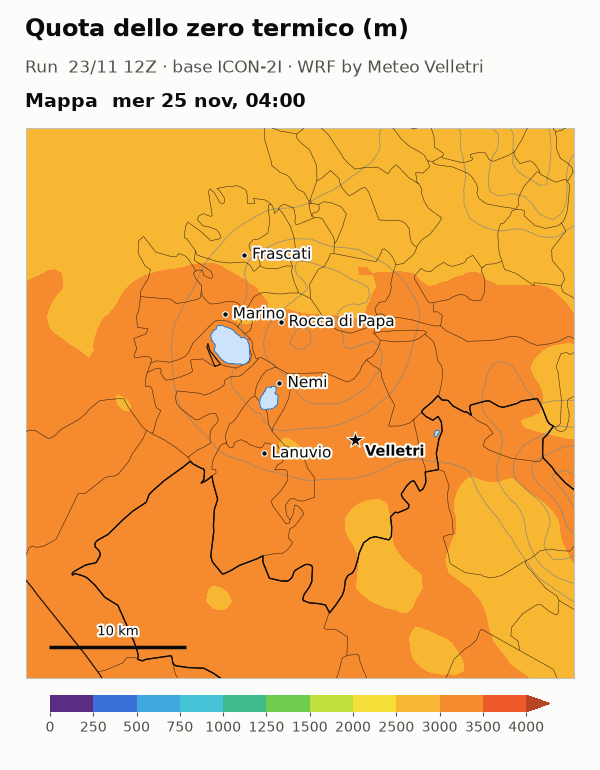 Quota dello zero termico (m)
Run 23/11 12Z · base ICON-2I · WRF by Meteo Velletri
Mappa mer 25 nov, 04:00
Frascati
Marino
Rocca di Papa
Nemi
Lanuvio
Velletri
10 km
0 250 500 750 1000 1250 1500 2000 2500 3000 3500 4000